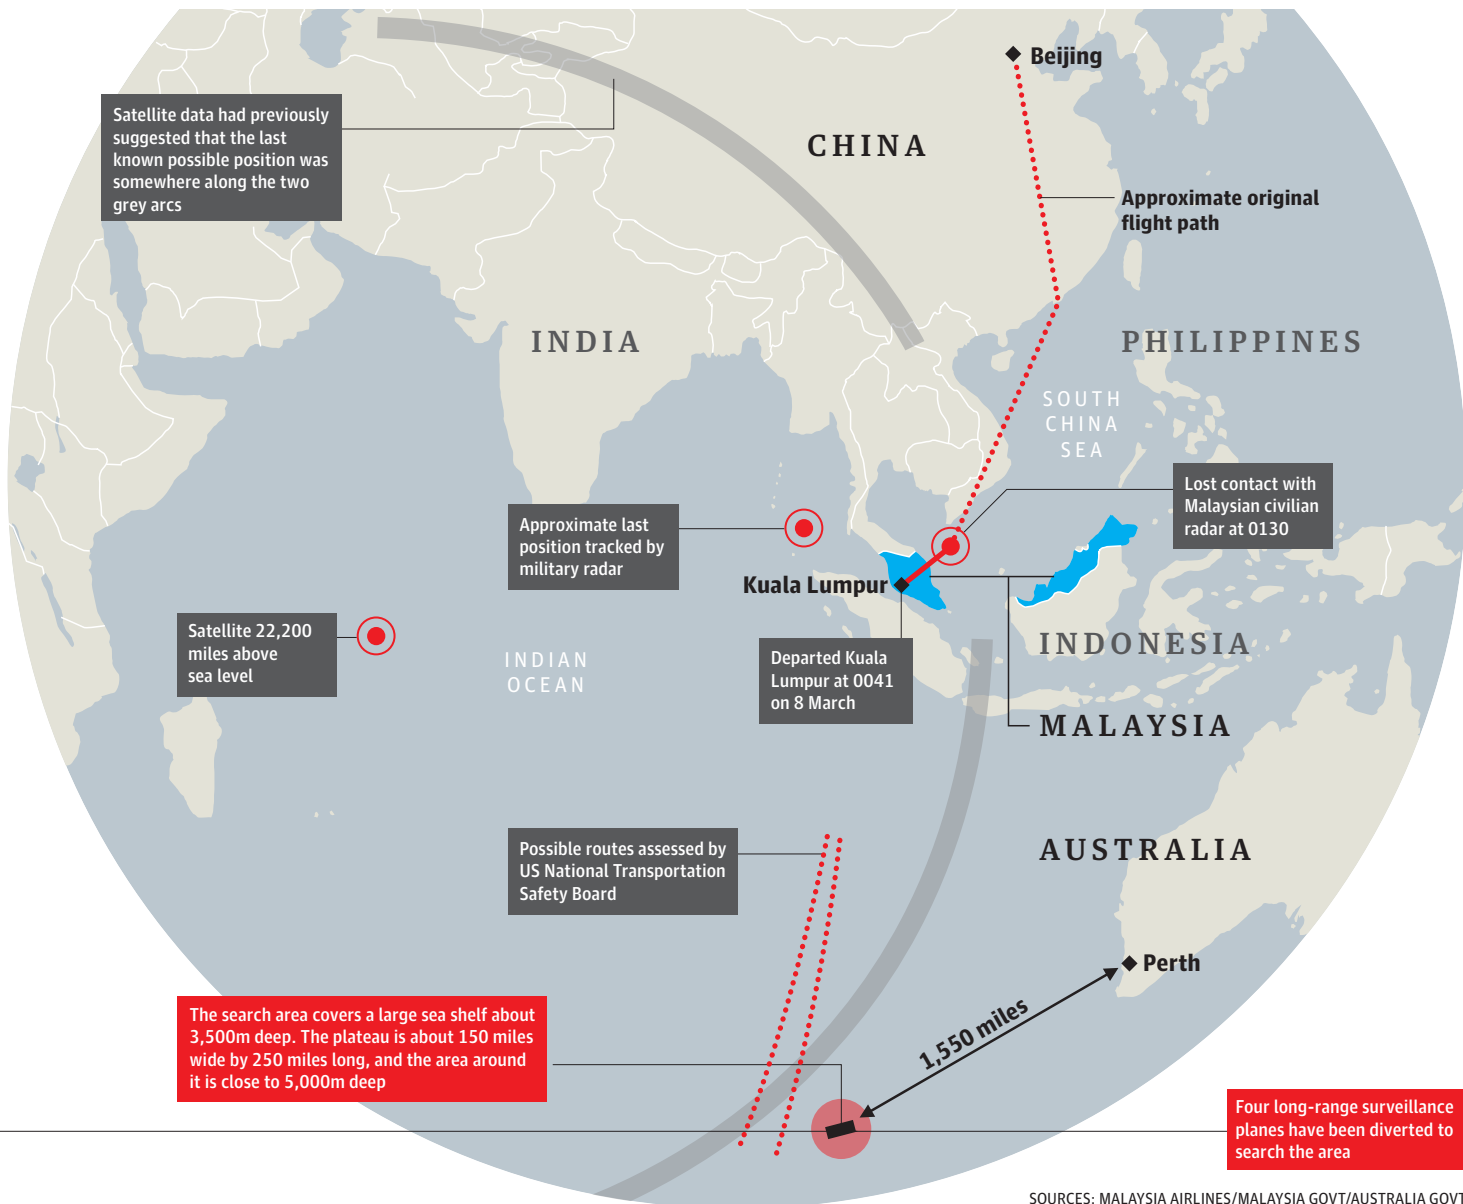 Beijing
CHINA
Satellite data had previously
suggested that the last
known possible position was
somewhere along the two
grey arcs
Approximate original
flight path
INDIA
PHILIPPINES
SOUTH
CHINA
SEA
Lost contact with
Malaysian civilian
radar at 0130
Approximate last
position tracked by
military radar
Kuala Lumpur
Satellite 22,200
miles above
sea level
INDIAN
OCEAN
Departed Kuala
Lumpur at 0041
on 8 March
INDONESIA
MALAYSIA
Possible routes assessed by
US National Transportation
Safety Board
AUSTRALIA
Perth
1,550 miles
The search area covers a large sea shelf about
3,500m deep. The plateau is about 150 miles
wide by 250 miles long, and the area around
it is close to 5,000m deep
Four long-range surveillance
planes have been diverted to
search the area
SOURCES: MALAYSIA AIRLINES/MALAYSIA GOVT/AUSTRALIA GOVT